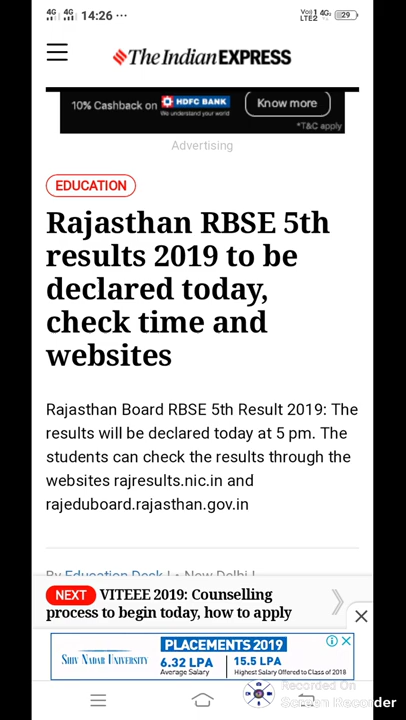 4G 4G 14:26 ••• Vo)) 1 4G LTE2 29
The Indian EXPRESS
10% Cashback on HDFC BANK Know more
We understand your world
*T&C apply
Advertising
EDUCATION
Rajasthan RBSE 5th
results 2019 to be
declared today,
check time and
websites
Rajasthan Board RBSE 5th Result 2019: The
results will be declared today at 5 pm. The
students can check the results through the
websites rajresults.nic.in and
rajeduboard.rajasthan.gov.in
By Education Desk | • New Delhi |
NEXT VITEEE 2019: Counselling
process to begin today, how to apply
SHIV NADAR UNIVERSITY
PLACEMENTS 2019
6.32 LPA 15.5 LPA
Average Salary Highest Salary Offered to Class of 2018
Recorded On
Screen Recorder